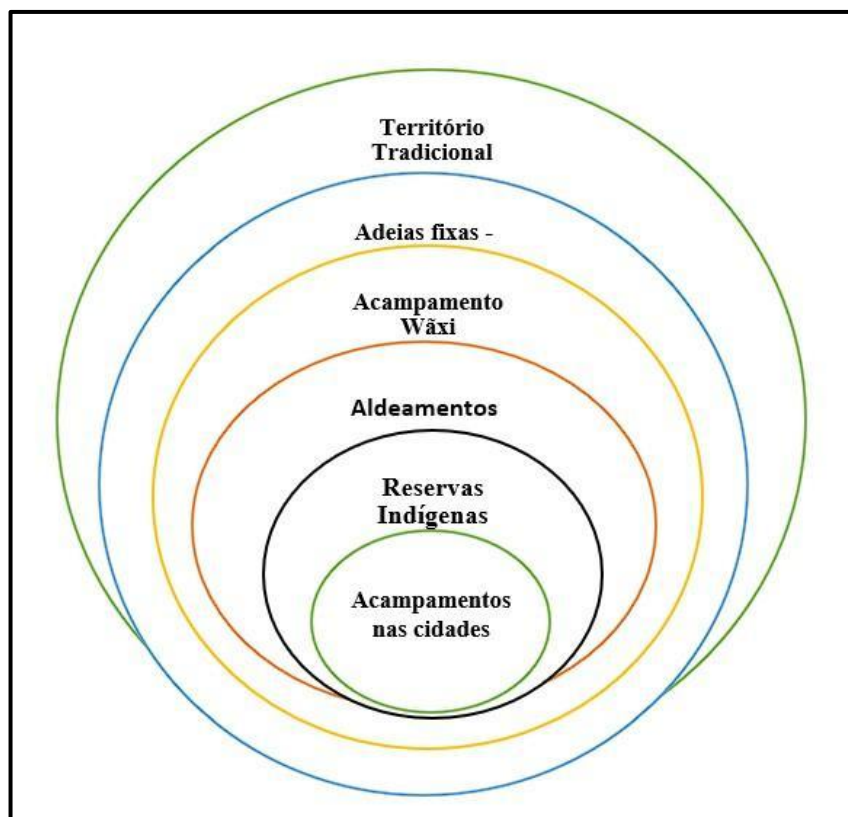 Território
Tradicional
Adeias fixas -
Acampamento
Wãxi
Aldeamentos
Reservas
Indígenas
Acampamentos
nas cidades